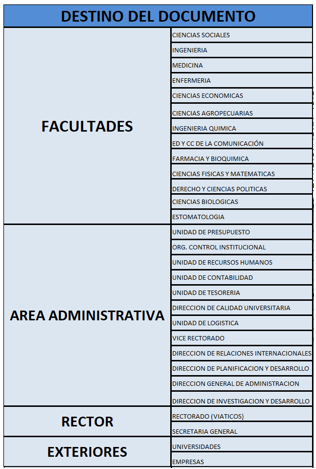 DESTINO DEL DOCUMENTO
FACULTADES
CIENCIAS SOCIALES
INGENIERIA
MEDICINA
ENFERMERIA
CIENCIAS ECONOMICAS
CIENCIAS AGROPECUARIAS
INGENIERIA QUIMICA
ED Y CC DE LA COMUNICACIÓN
FARMACIA Y BIOQUIMICA
CIENCIAS FISICAS Y MATEMATICAS
DERECHO Y CIENCIAS POLITICAS
CIENCIAS BIOLOGICAS
ESTOMATOLOGIA
AREA ADMINISTRATIVA
UNIDAD DE PRESUPUESTO
ORG. CONTROL INSTITUCIONAL
UNIDAD DE RECURSOS HUMANOS
UNIDAD DE CONTABILIDAD
UNIDAD DE TESORERIA
DIRECCION DE CALIDAD UNIVERSITARIA
UNIDAD DE LOGISTICA
VICE RECTORADO
DIRECCION DE RELACIONES INTERNACIONALES
DIRECCION DE PLANIFICACION Y DESARROLLO
DIRECCION GENERAL DE ADMINISTRACION
DIRECCION DE INVESTIGACION Y DESARROLLO
RECTOR
RECTORADO (VIATICOS)
SECRETARIA GENERAL
EXTERIORES
UNIVERSIDADES
EMPRESAS